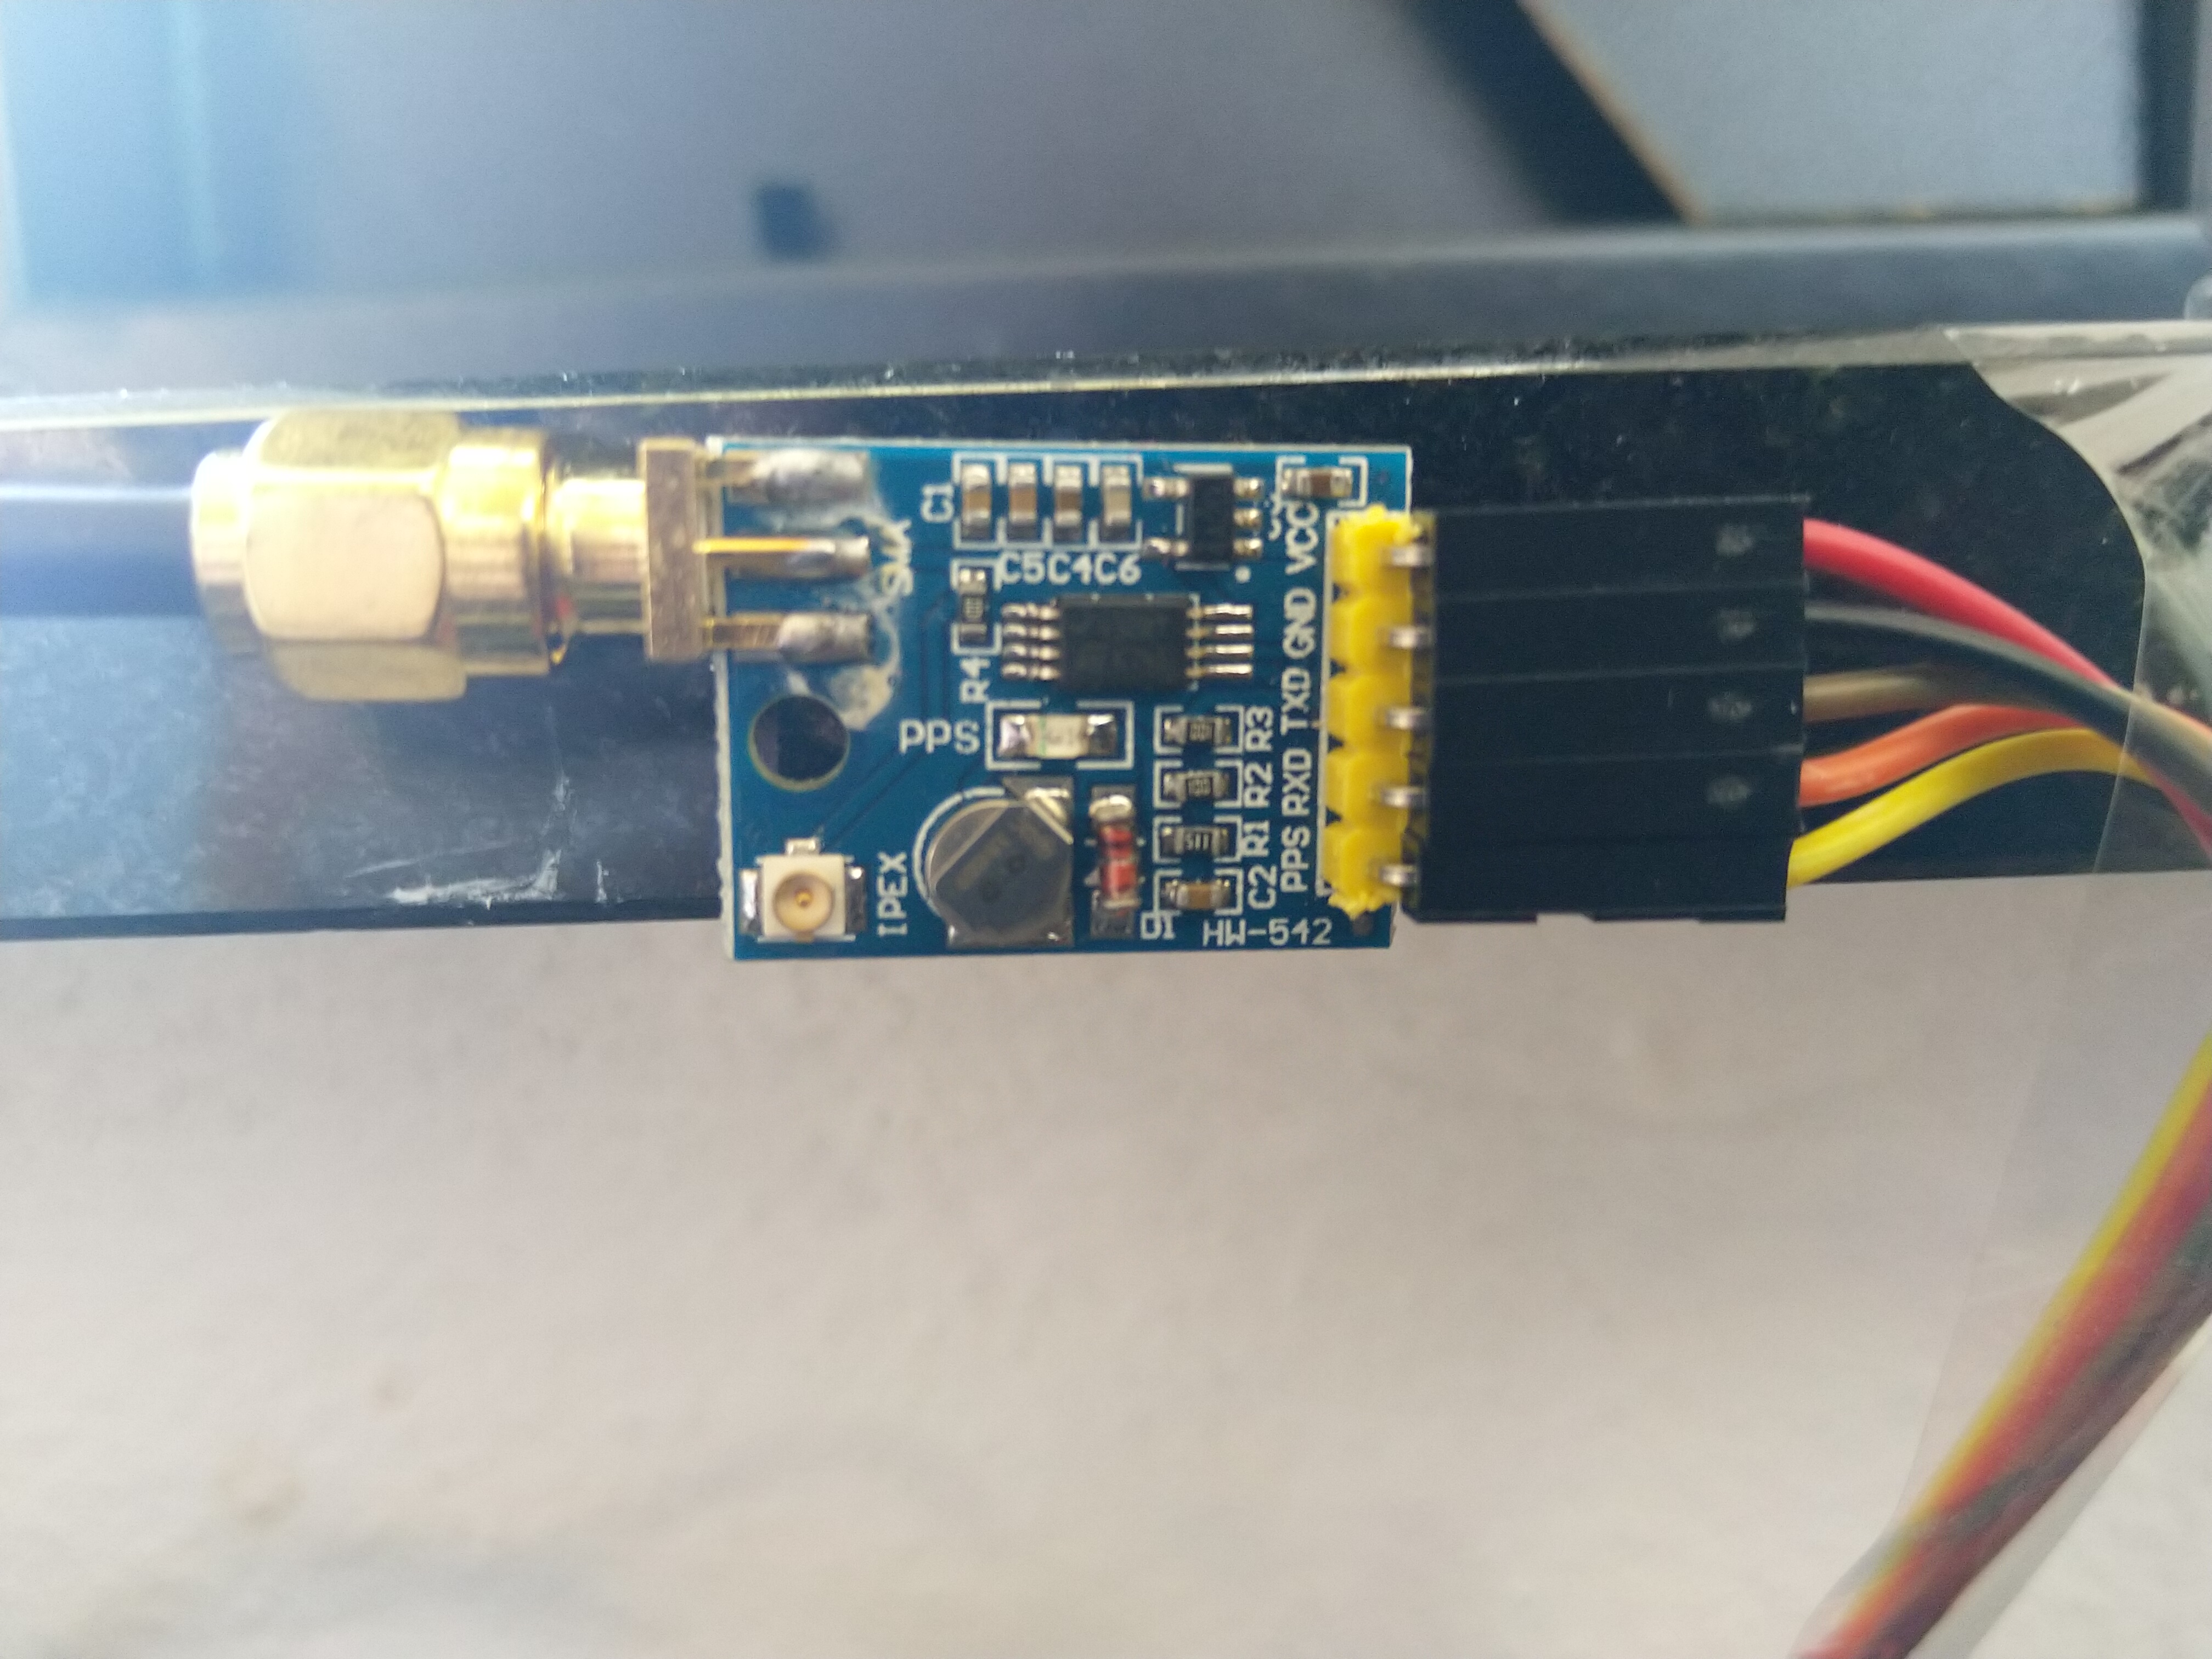 C1
C5C4C6
SMA
VCC
GND
TXD
RXD
PPS
R4
PPS
R3
R2
R1
C2
IPEX
D1
HW-542